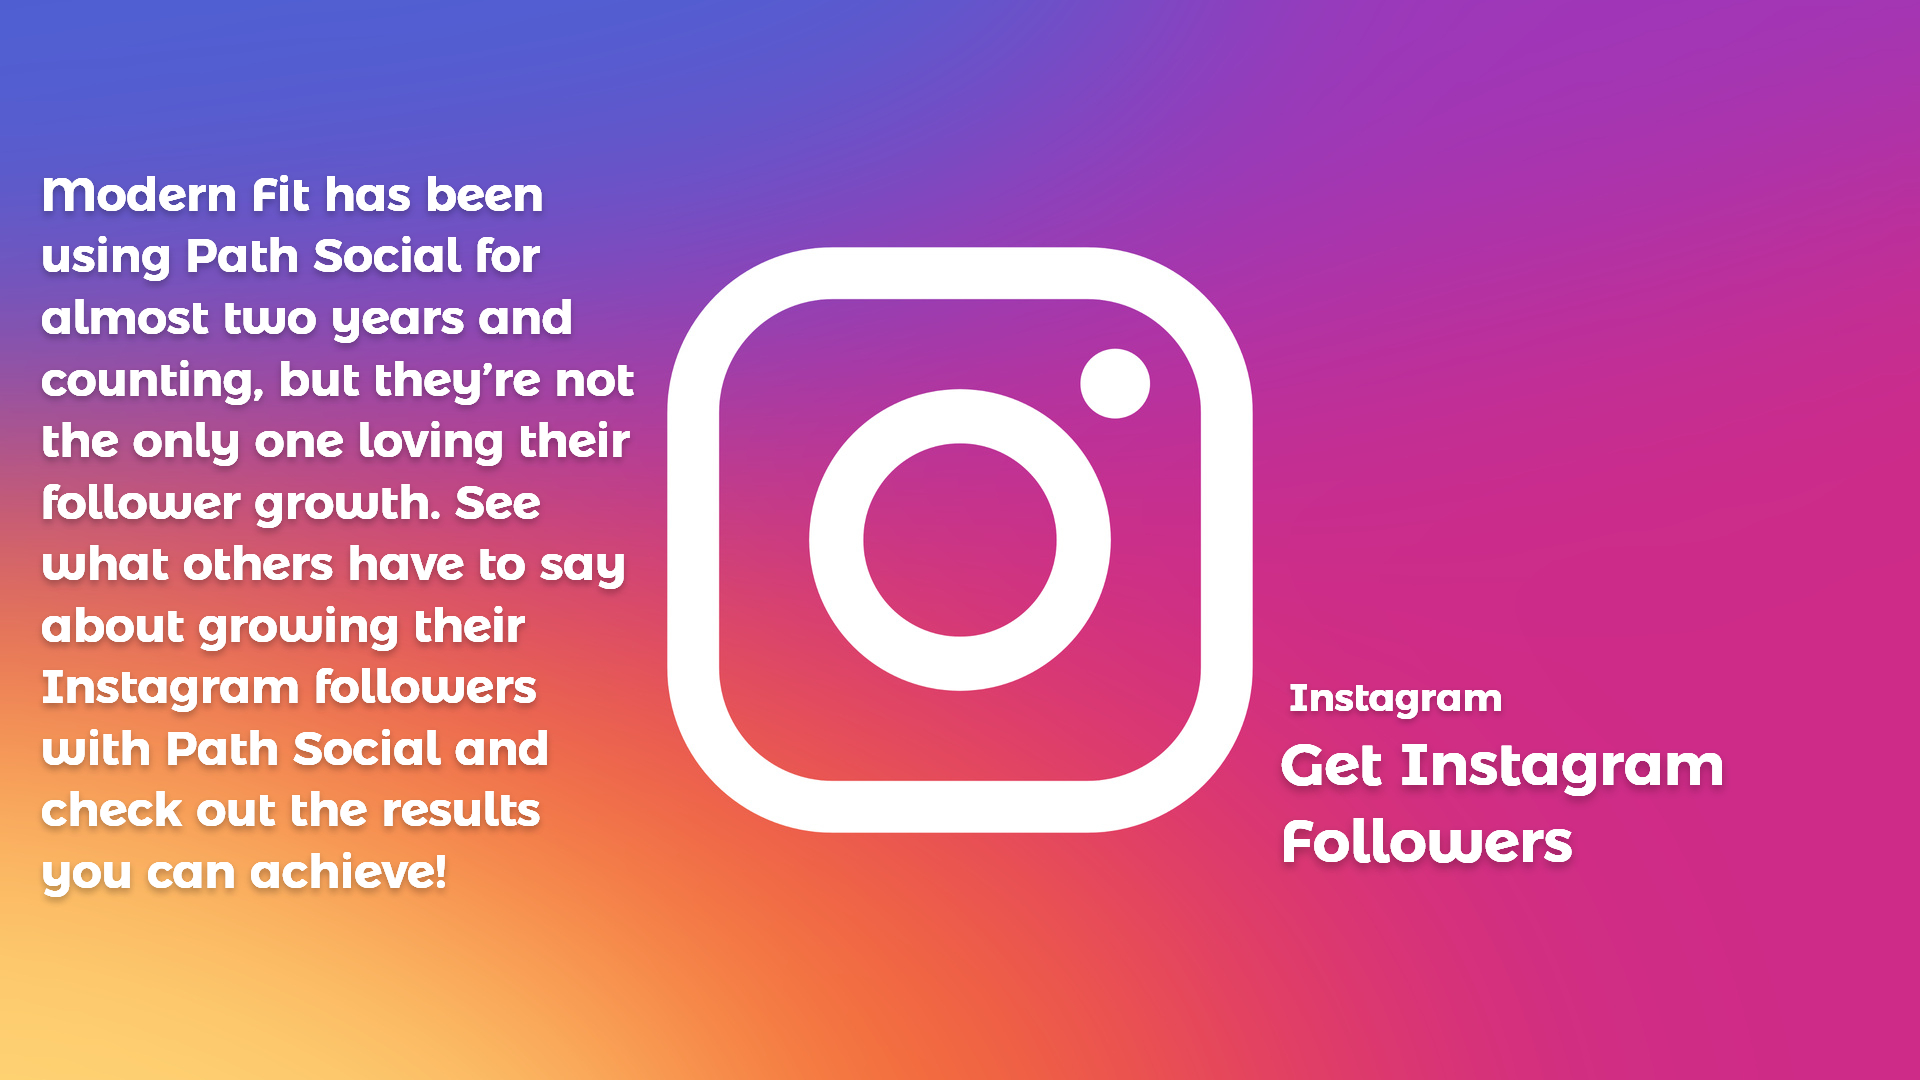 Modern Fit has been
using Path Social for
almost two years and
counting, but they’re not
the only one loving their
follower growth. See
what others have to say
about growing their
Instagram followers
with Path Social and
check out the results
you can achieve!
Instagram
Get Instagram
Followers